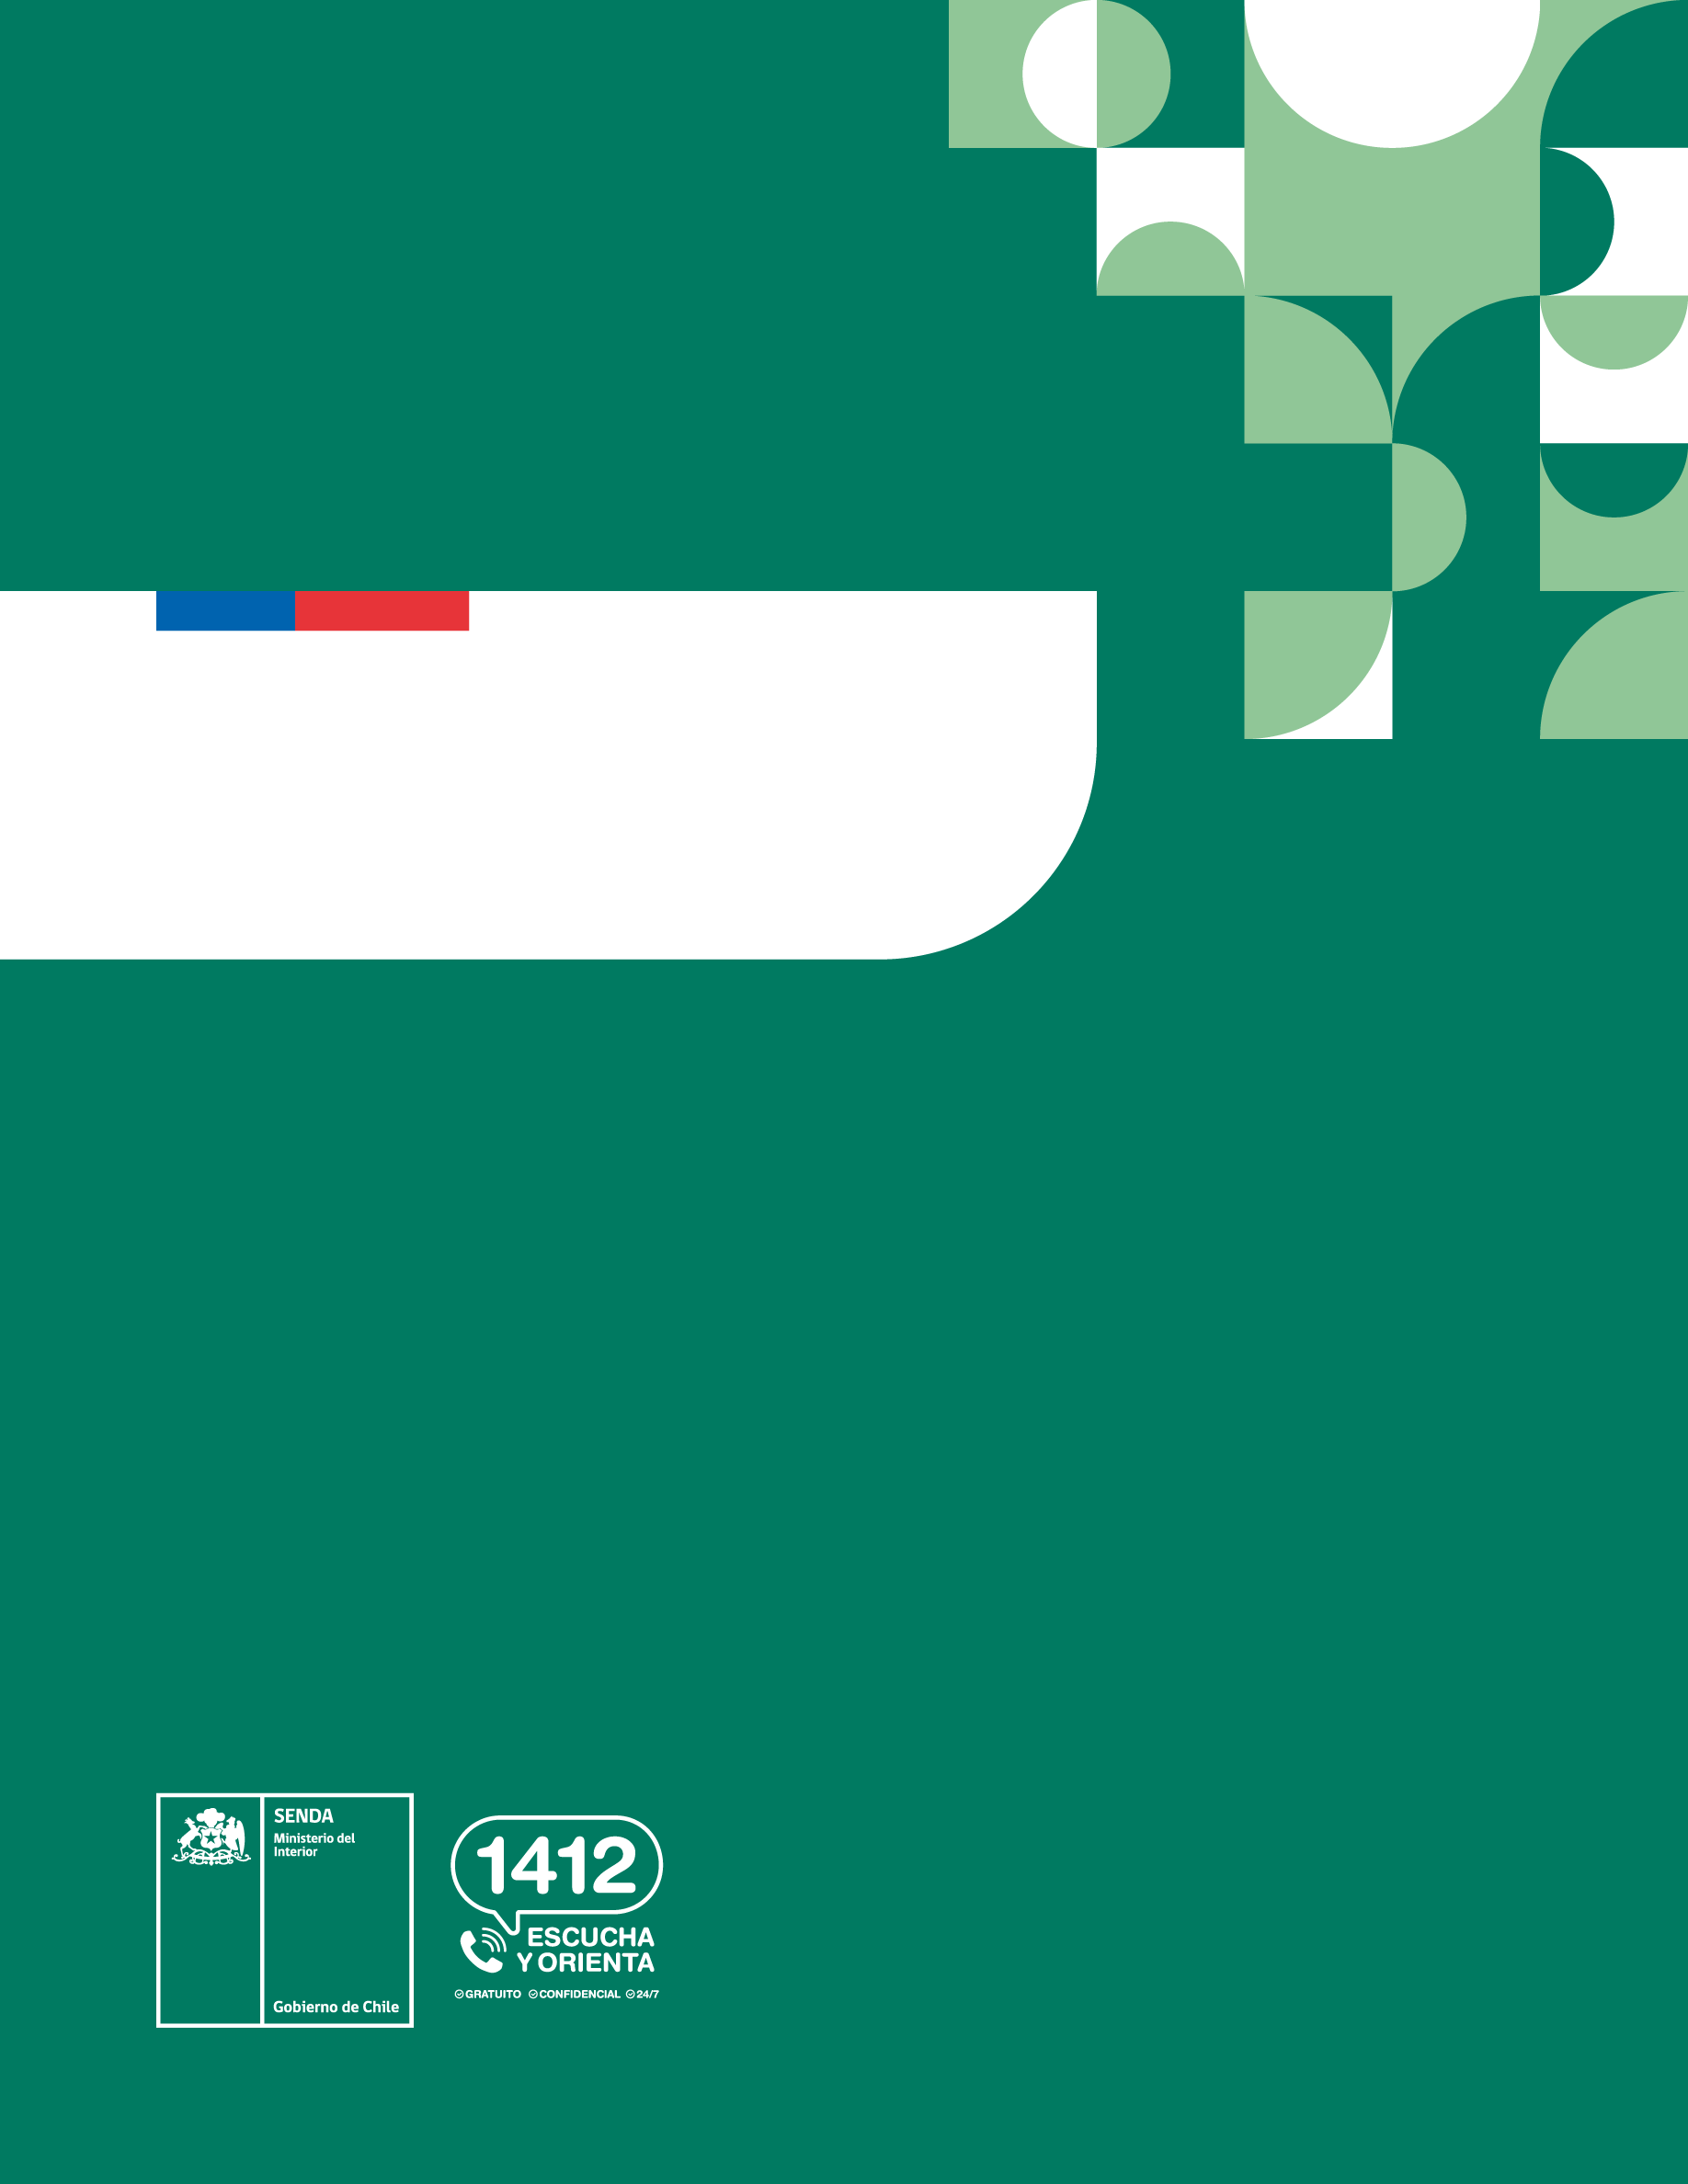 SENDA
Ministerio del
Interior
Gobierno de Chile
1412
ESCUCHA
Y ORIENTA
GRATUITO CONFIDENCIAL 24/7